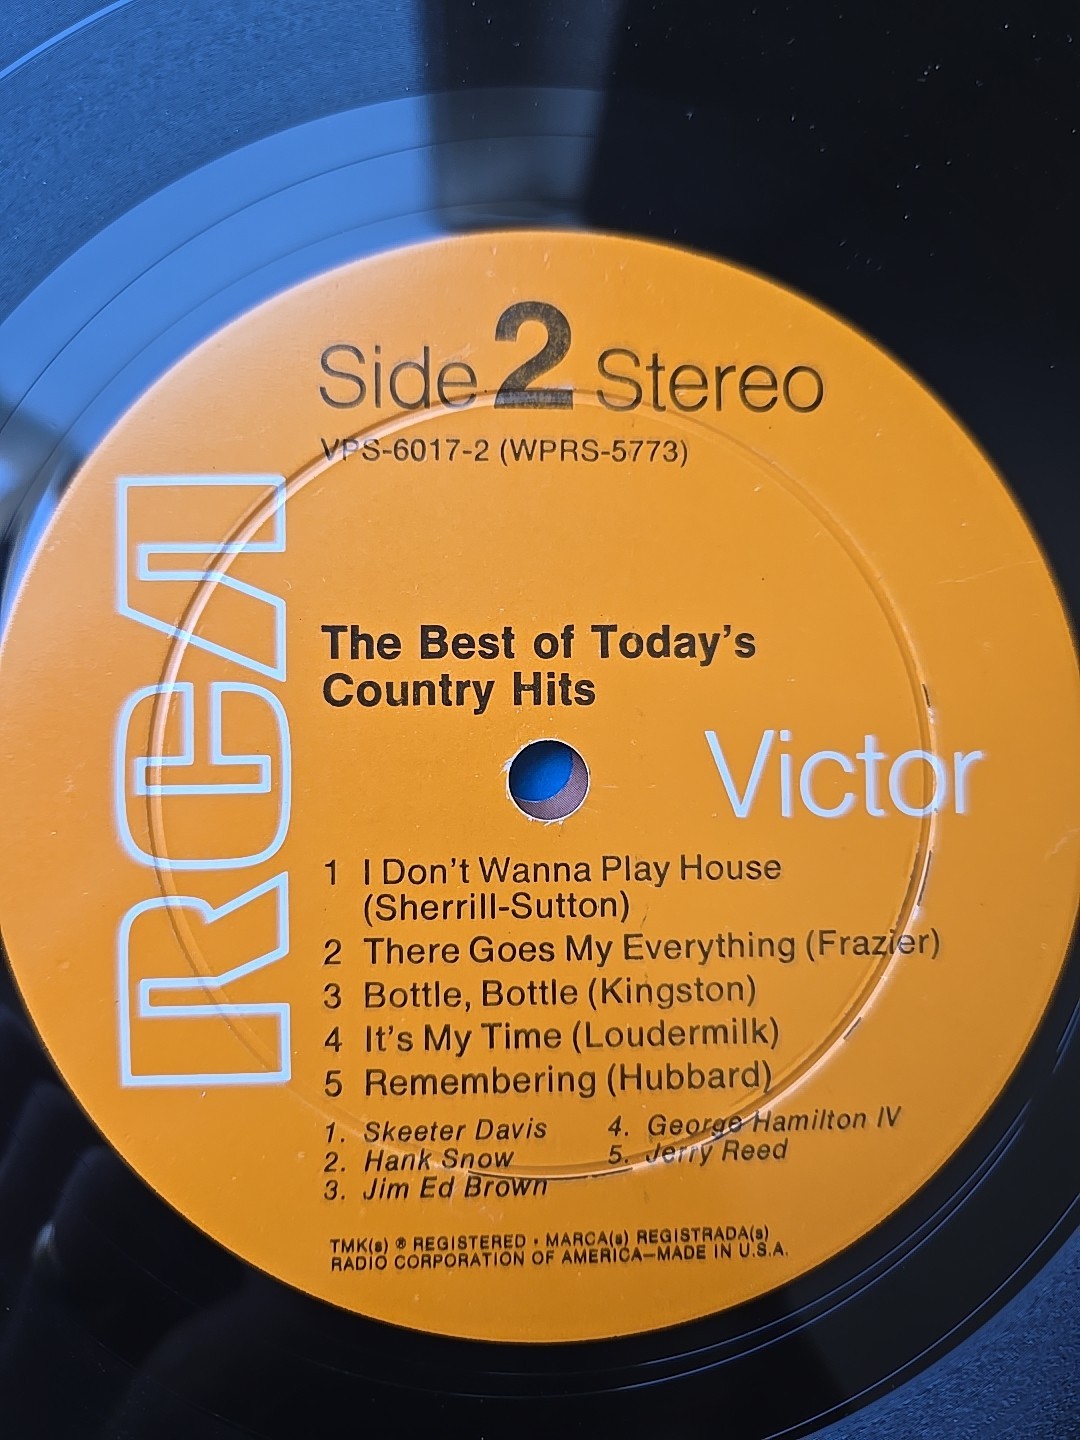 Side 2 Stereo
VPS-6017-2 (WPRS-5773)
RCA
The Best of Today's
Country Hits
Victor
1 I Don't Wanna Play House
(Sherrill-Sutton)
2 There Goes My Everything (Frazier)
3 Bottle, Bottle (Kingston)
4 It's My Time (Loudermilk)
5 Remembering (Hubbard)
1. Skeeter Davis 4. George Hamilton IV
2. Hank Snow 5. Jerry Reed
3. Jim Ed Brown
TMK(s) ® REGISTERED • MARCA(s) REGISTRADA(s)
RADIO CORPORATION OF AMERICA—MADE IN U.S.A.